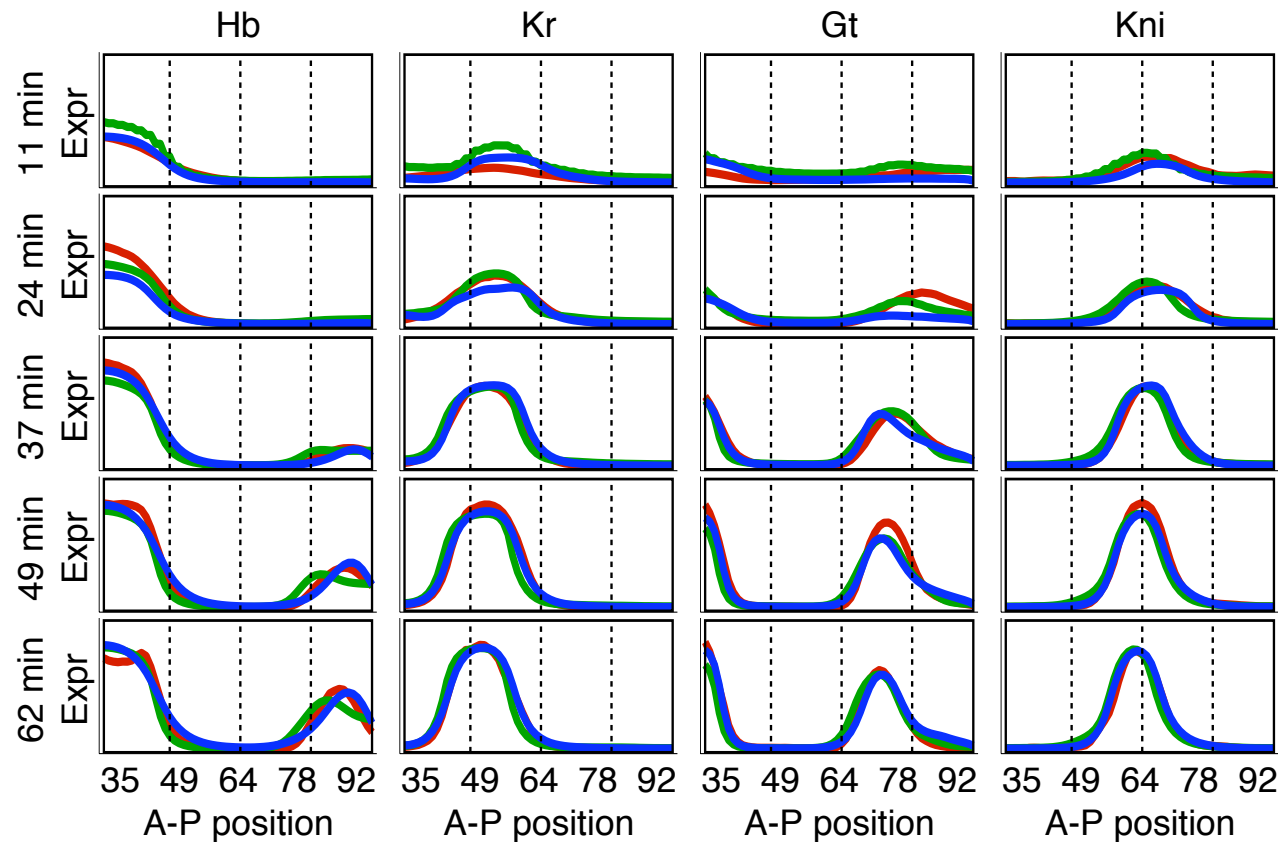 Hb Kr Gt Kni
11 min Expr
24 min Expr
37 min Expr
49 min Expr
62 min Expr
35 49 64 78 92 35 49 64 78 92 35 49 64 78 92 35 49 64 78 92
A-P position A-P position A-P position A-P position